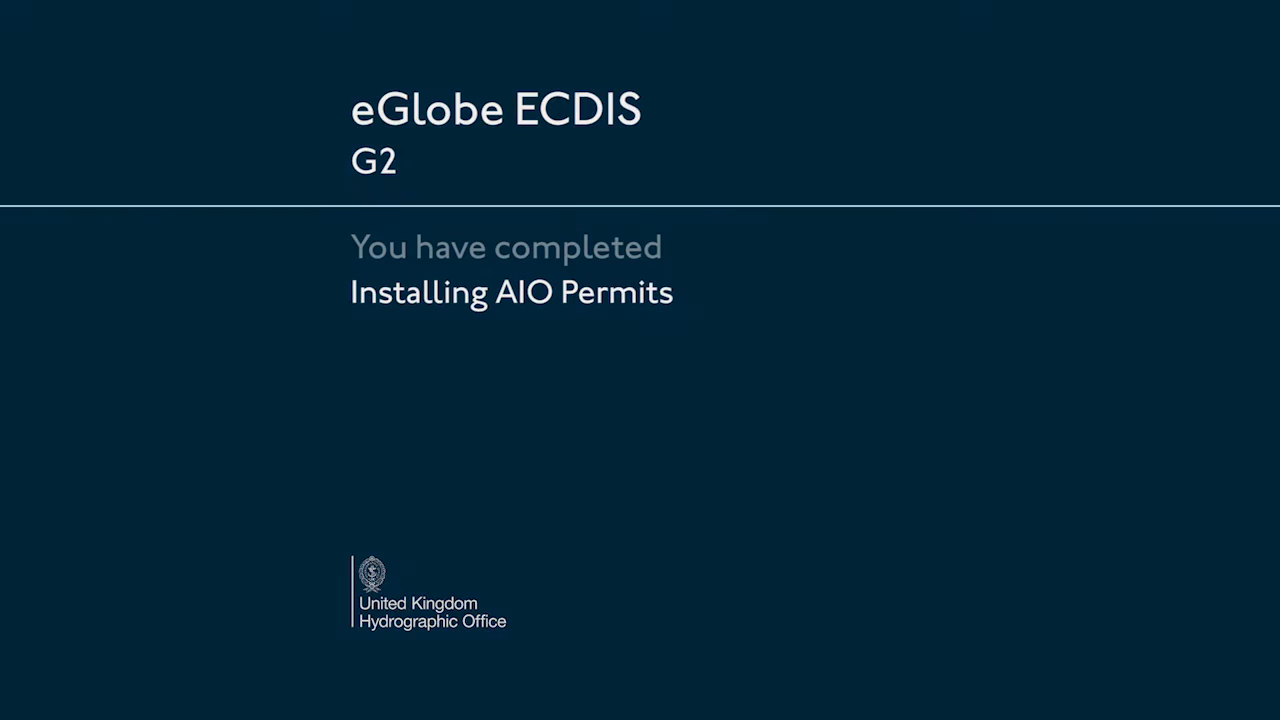 eGlobe ECDIS
G2
You have completed
Installing AIO Permits
United Kingdom
Hydrographic Office